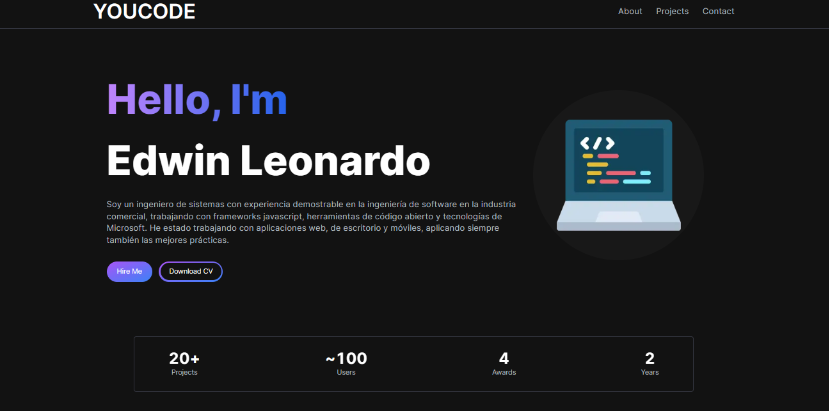 YOUCODE
About Projects Contact
Hello, I'm
Edwin Leonardo
Soy un ingeniero de sistemas con experiencia demostrable en la ingeniería de software en la industria
comercial, trabajando con frameworks javascript, herramientas de código abierto y tecnologías de
Microsoft. He estado trabajando con aplicaciones web, de escritorio y móviles, aplicando siempre
también las mejores prácticas.
Hire Me Download CV
</>
20+ ~100 4 2
Projects Users Awards Years